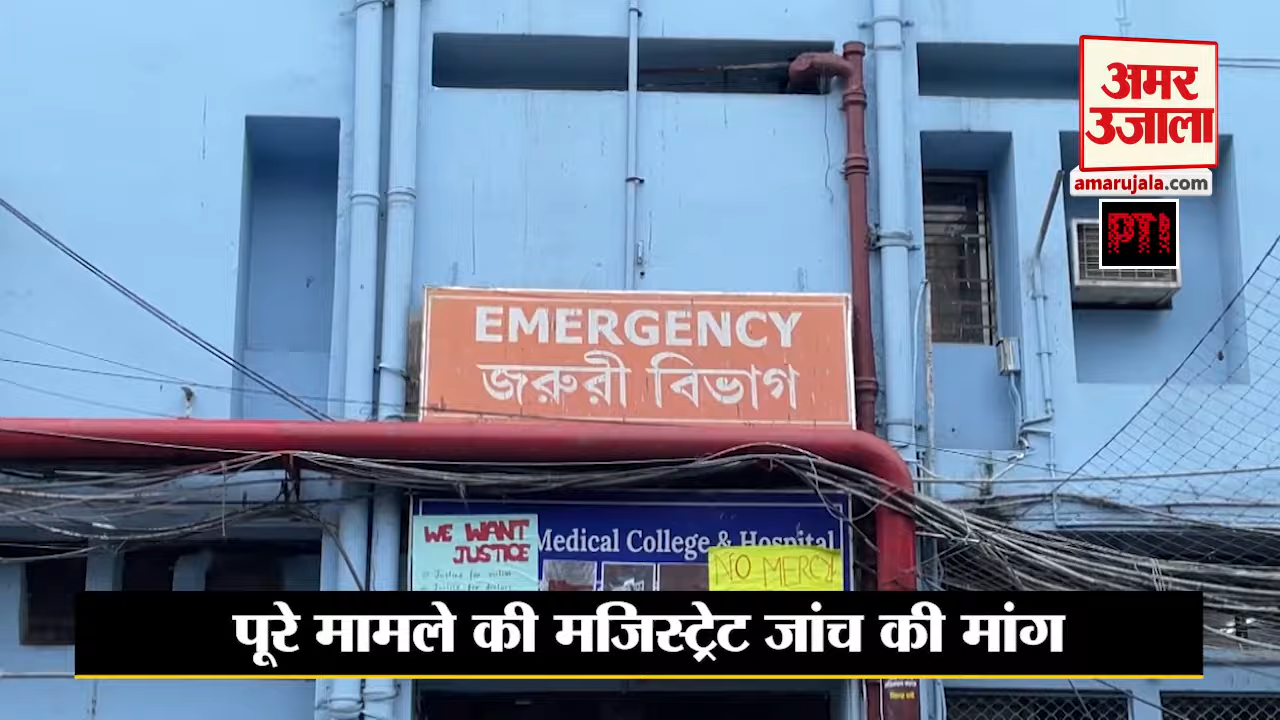 अमर
उजाला
amarujala.com
PTI
EMERGENCY
জরুরী বিভাগ
WE WANT
JUSTICE
Medical College & Hospital
NO MERCY
पूरे मामले की मजिस्ट्रेट जांच की मांग